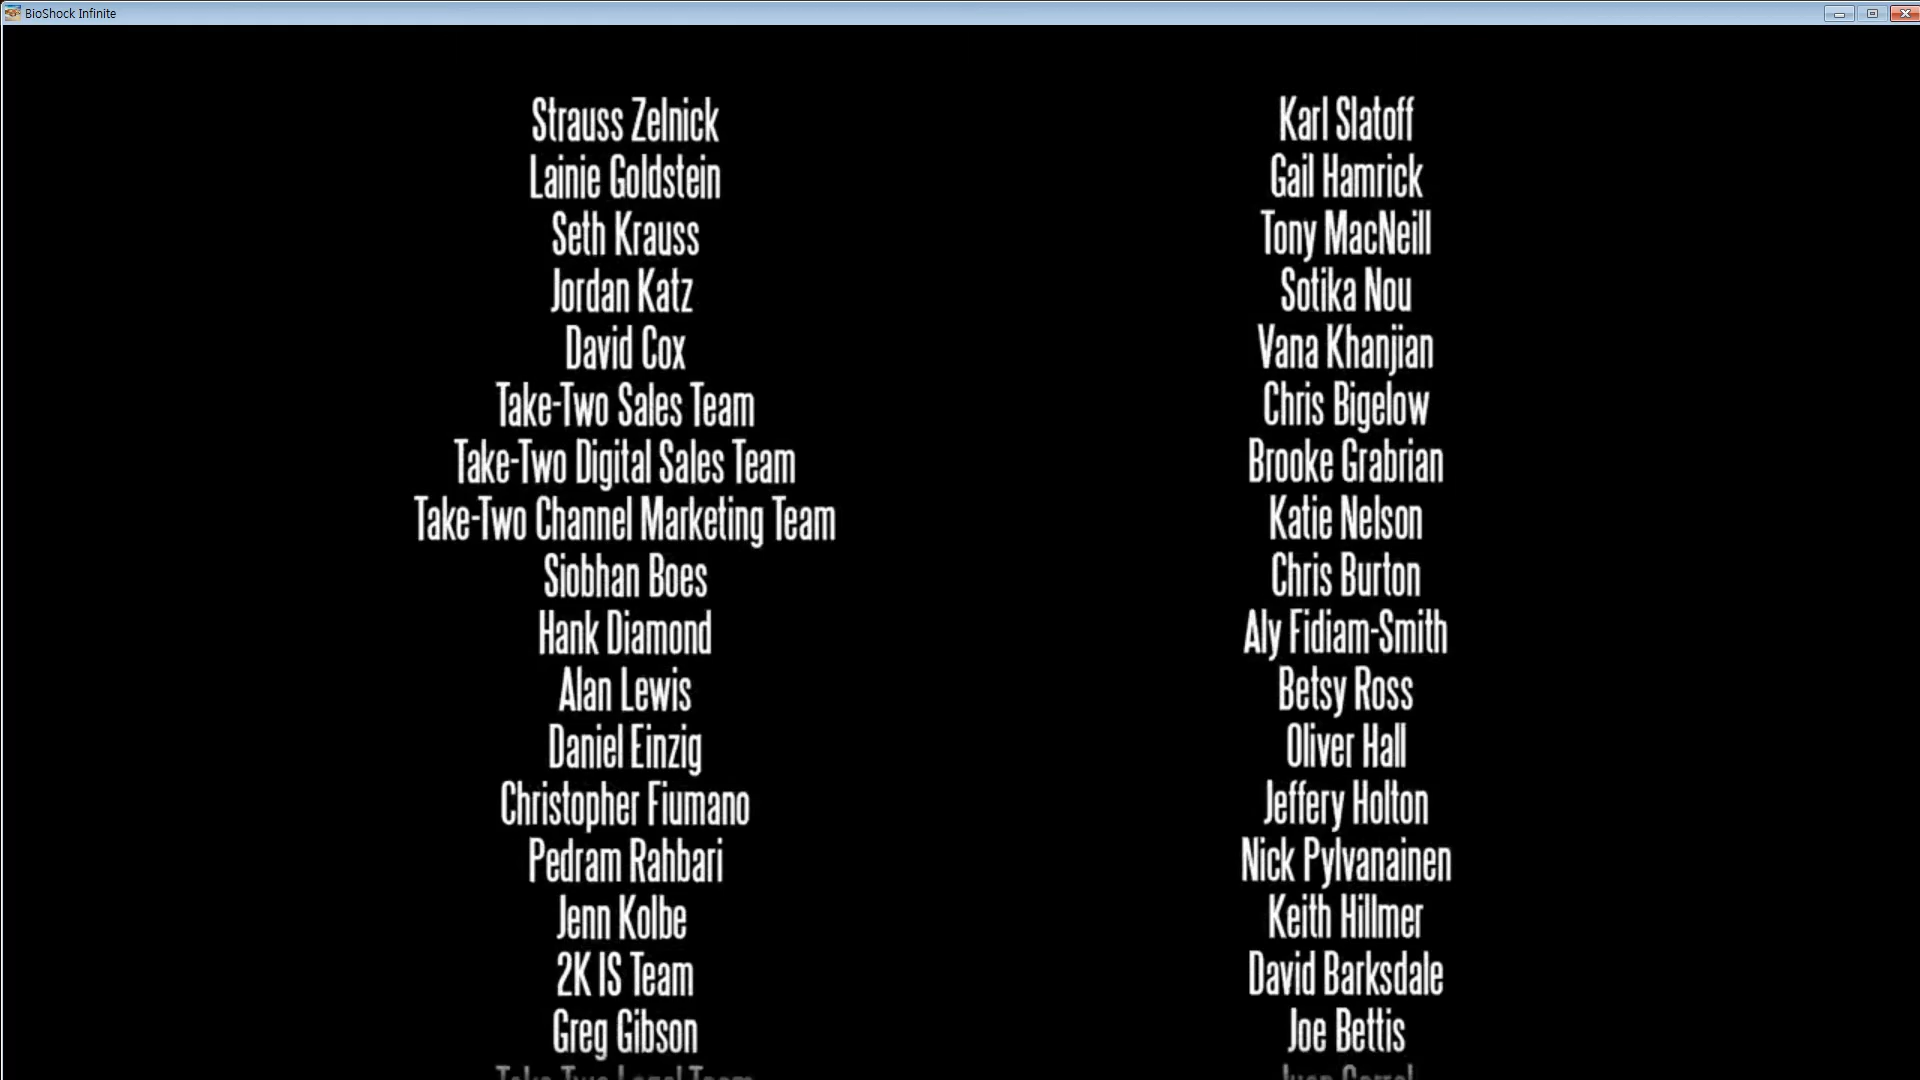 BioShock Infinite
Strauss Zelnick
Lainie Goldstein
Seth Krauss
Jordan Katz
David Cox
Take-Two Sales Team
Take-Two Digital Sales Team
Take-Two Channel Marketing Team
Siobhan Boes
Hank Diamond
Alan Lewis
Daniel Einzig
Christopher Fiumano
Pedram Rahbari
Jenn Kolbe
2K IS Team
Greg Gibson
Take-Two Legal Team
Karl Slatoff
Gail Hamrick
Tony MacNeill
Sotika Nou
Vana Khanjian
Chris Bigelow
Brooke Grabrian
Katie Nelson
Chris Burton
Aly Fidiam-Smith
Betsy Ross
Oliver Hall
Jeffery Holton
Nick Pylvanainen
Keith Hillmer
David Barksdale
Joe Bettis